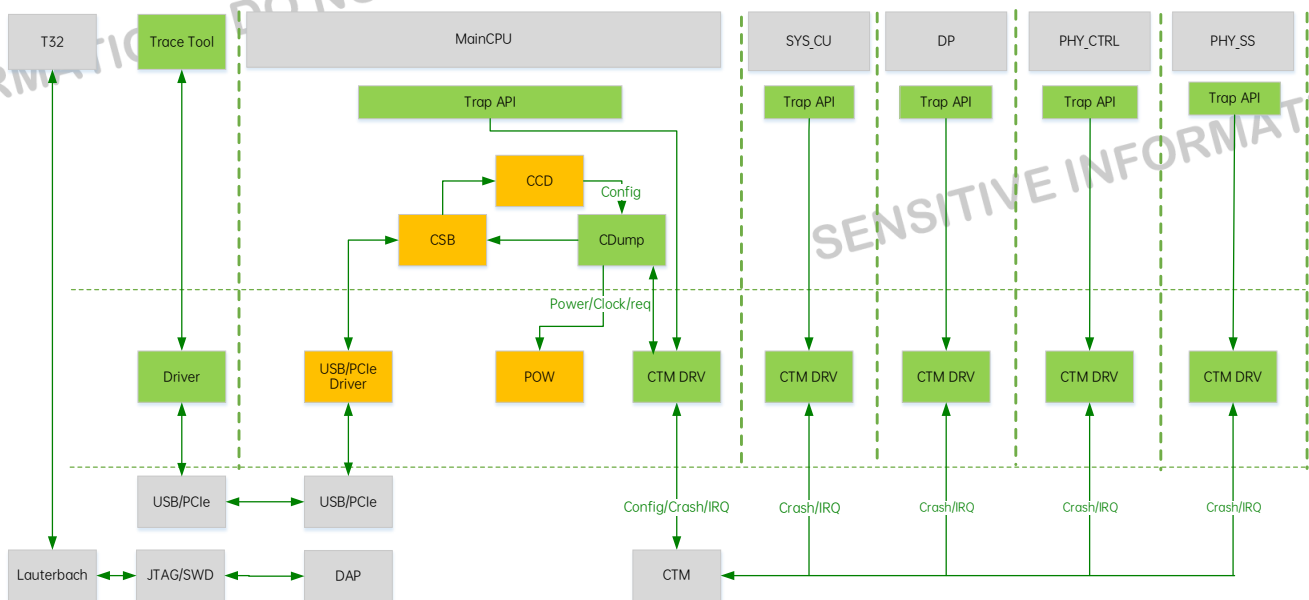 T32
Trace Tool
MainCPU
SYS_CU
DP
PHY_CTRL
PHY_SS
Trap API
Trap API
Trap API
Trap API
Trap API
CCD
Config
CSB
CDump
Power/Clock/req
Driver
USB/PCIe
Driver
POW
CTM DRV
CTM DRV
CTM DRV
CTM DRV
CTM DRV
USB/PCIe
USB/PCIe
Config/Crash/IRQ
Crash/IRQ
Crash/IRQ
Crash/IRQ
Crash/IRQ
Lauterbach
JTAG/SWD
DAP
CTM
SENSITIVE INFORMAT